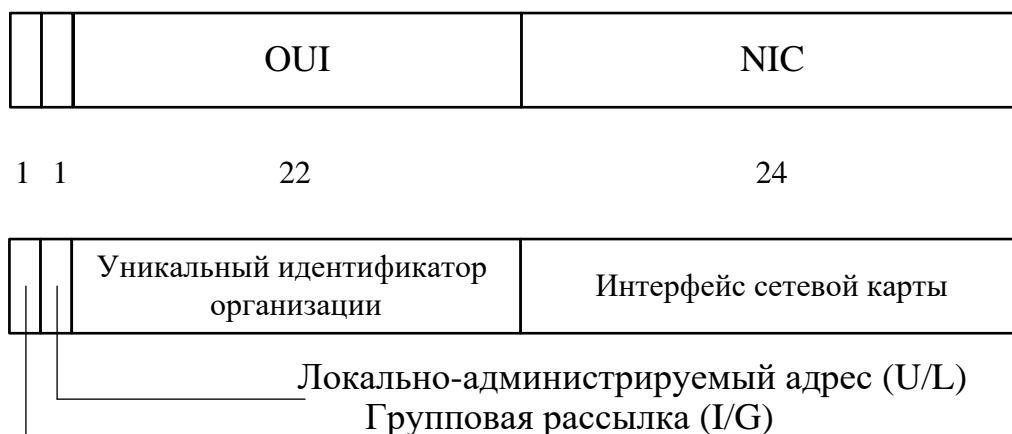 OUI NIC
1 1 22 24
Уникальный идентификатор
организации
Интерфейс сетевой карты
Локально-администрируемый адрес (U/L)
Групповая рассылка (I/G)